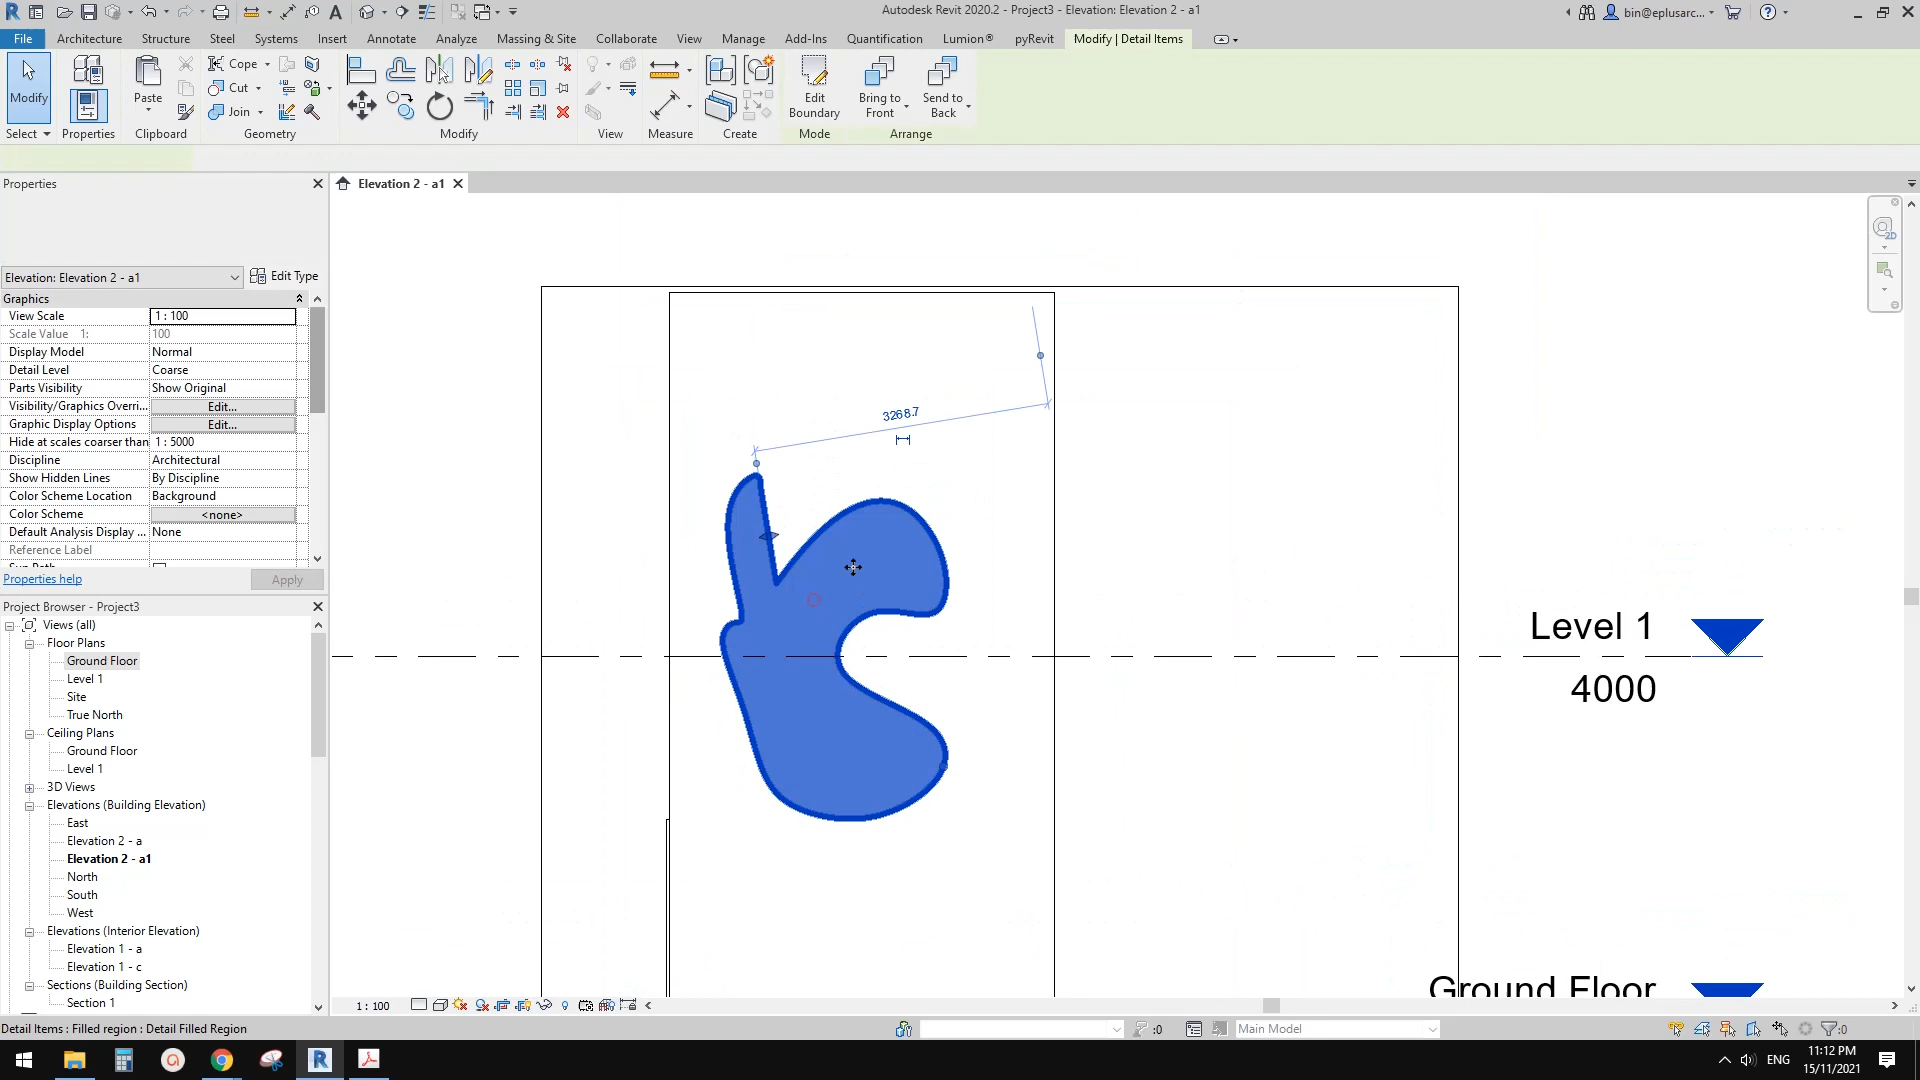 Autodesk Revit 2020.2 - Project3 - Elevation: Elevation 2 - a1
bin@eplusarc...
File Architecture Structure Steel Systems Insert Annotate Analyze Massing & Site Collaborate View Manage Add-Ins Quantification Lumion® pyRevit Modify | Detail Items
Modify
Paste
Cope
Cut
Join
Edit Boundary
Bring to Front
Send to Back
Select Properties Clipboard Geometry Modify View Measure Create Mode Arrange
Properties
Elevation 2 - a1
Elevation: Elevation 2 - a1
Edit Type
Graphics
View Scale 1 : 100
Scale Value 1: 100
Display Model Normal
Detail Level Coarse
Parts Visibility Show Original
Visibility/Graphics Overri... Edit...
Graphic Display Options Edit...
Hide at scales coarser than 1 : 5000
Discipline Architectural
Show Hidden Lines By Discipline
Color Scheme Location Background
Color Scheme <none>
Default Analysis Display ... None
Reference Label
Properties help
Apply
Project Browser - Project3
Views (all)
Floor Plans
Ground Floor
Level 1
Site
True North
Ceiling Plans
Ground Floor
Level 1
3D Views
Elevations (Building Elevation)
East
Elevation 2 - a
Elevation 2 - a1
North
South
West
Elevations (Interior Elevation)
Elevation 1 - a
Elevation 1 - c
Sections (Building Section)
Section 1
3268.7
Level 1
4000
Ground Floor
1 : 100
Detail Items : Filled region : Detail Filled Region
:0
Main Model
:0
ENG
11:12 PM
15/11/2021